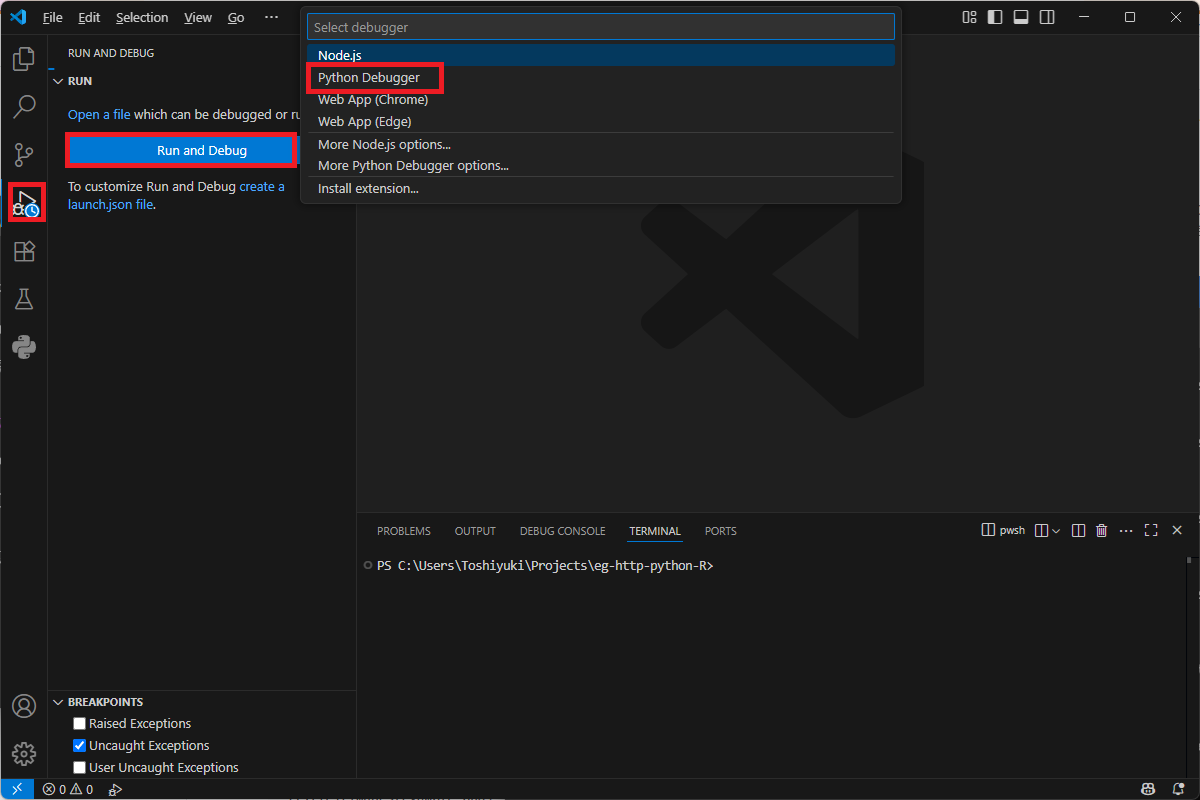 File Edit Selection View Go ···
Select debugger
Node.js
Python Debugger
Web App (Chrome)
Web App (Edge)
More Node.js options...
More Python Debugger options...
Install extension...
RUN AND DEBUG
RUN
Open a file which can be debugged or
Run and Debug
To customize Run and Debug create a
launch.json file.
PROBLEMS OUTPUT DEBUG CONSOLE TERMINAL PORTS
pwsh
PS C:\Users\Toshiyuki\Projects\eg-http-python-R>
BREAKPOINTS
Raised Exceptions
Uncaught Exceptions
User Uncaught Exceptions
0 0